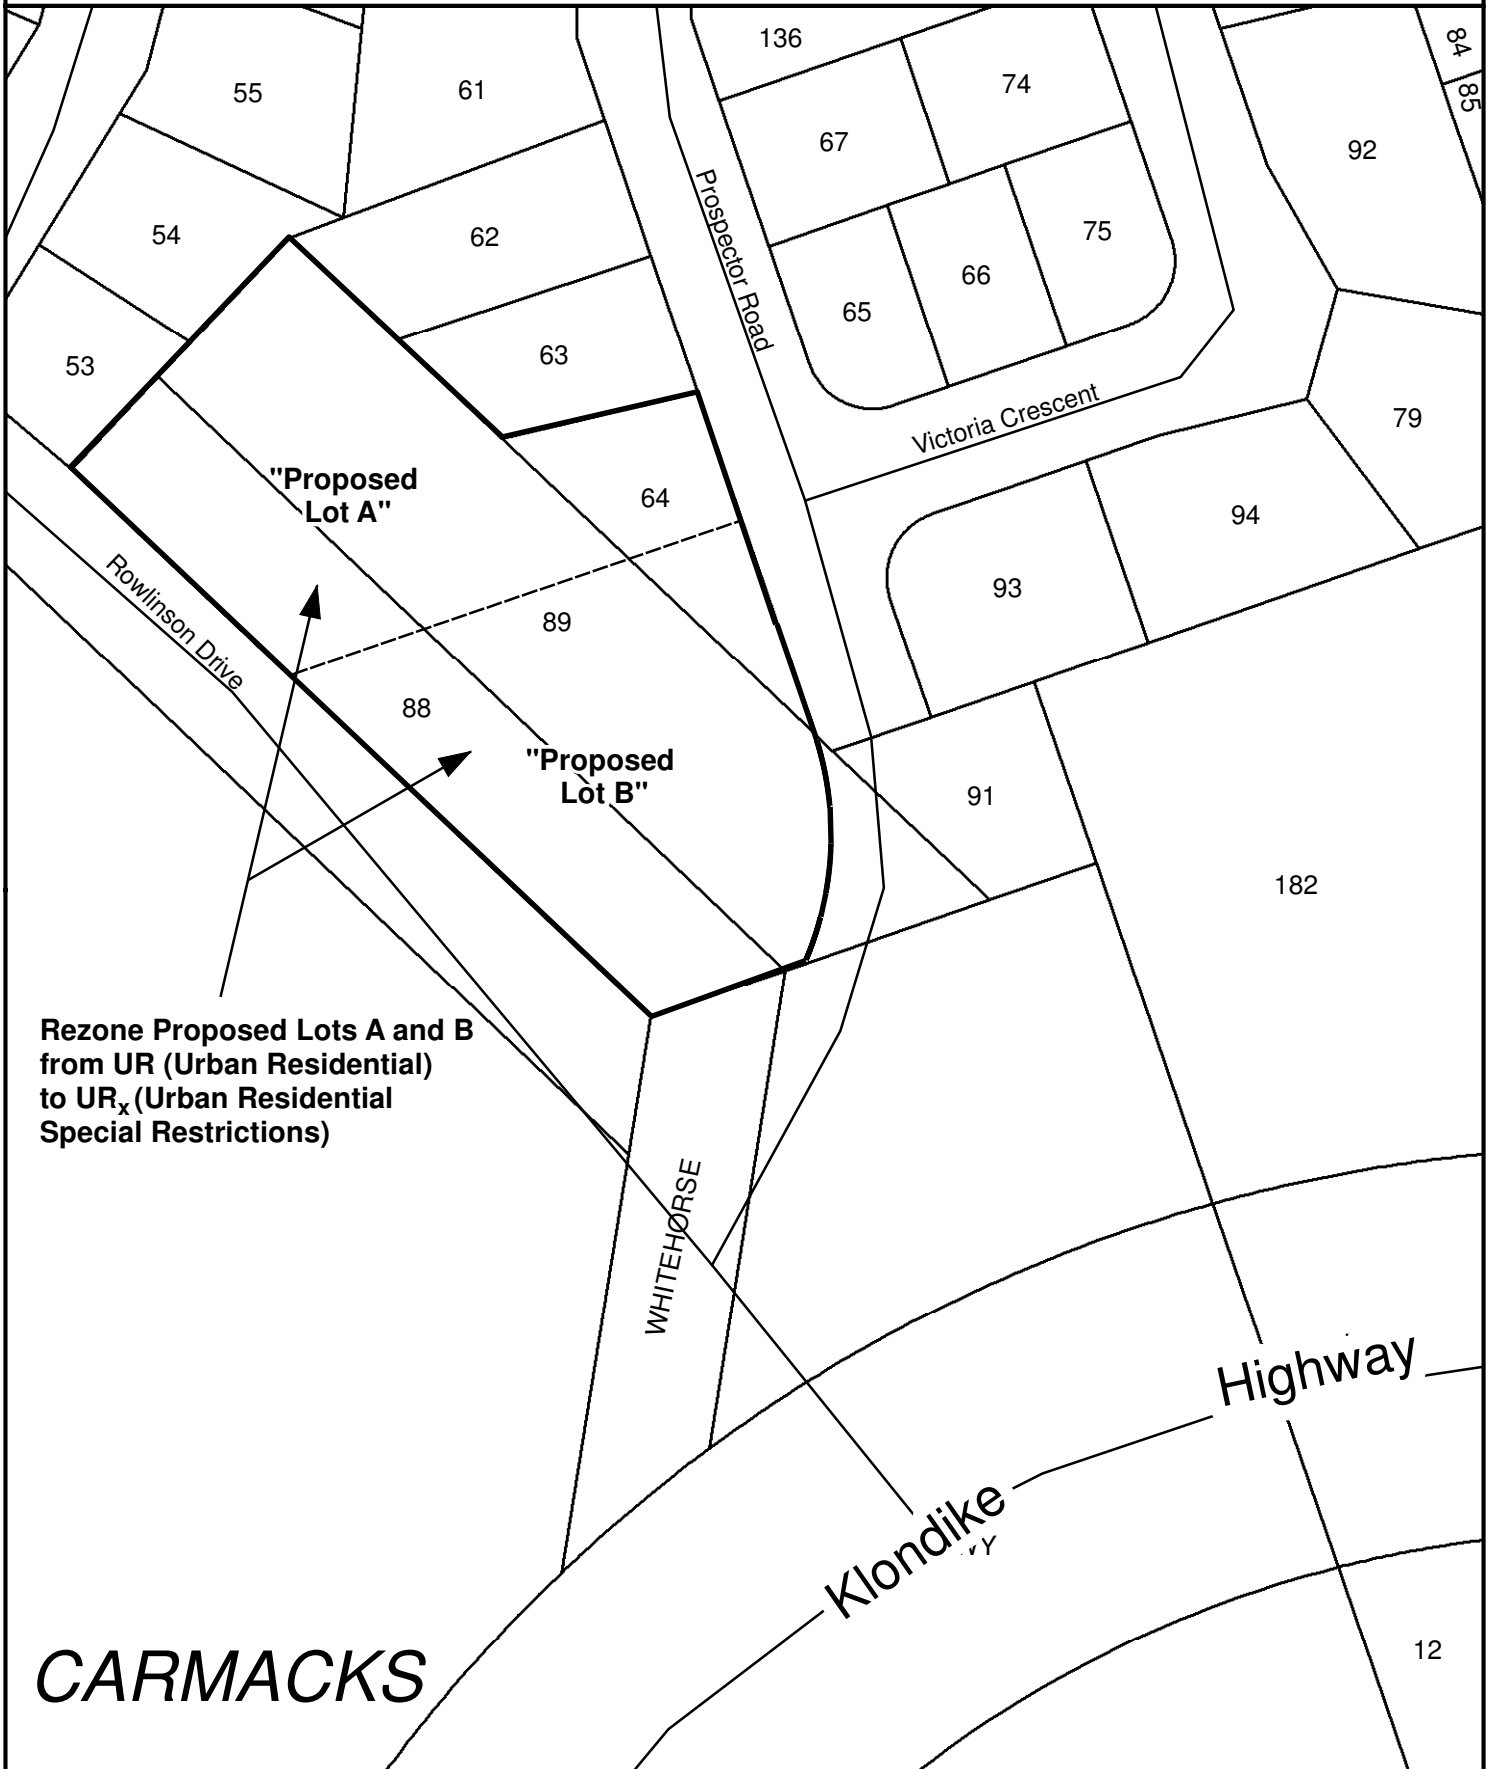 136
84
55
61
74
85
67
92
54
62
75
66
65
Prospector Road
63
53
Victoria Crescent
79
"Proposed
Lot A"
64
94
93
Rowlinson Drive
89
88
"Proposed
Lot B"
91
182
Rezone Proposed Lots A and B
from UR (Urban Residential)
to URx (Urban Residential
Special Restrictions)
WHITEHORSE
Klondike Highway
12
CARMACKS